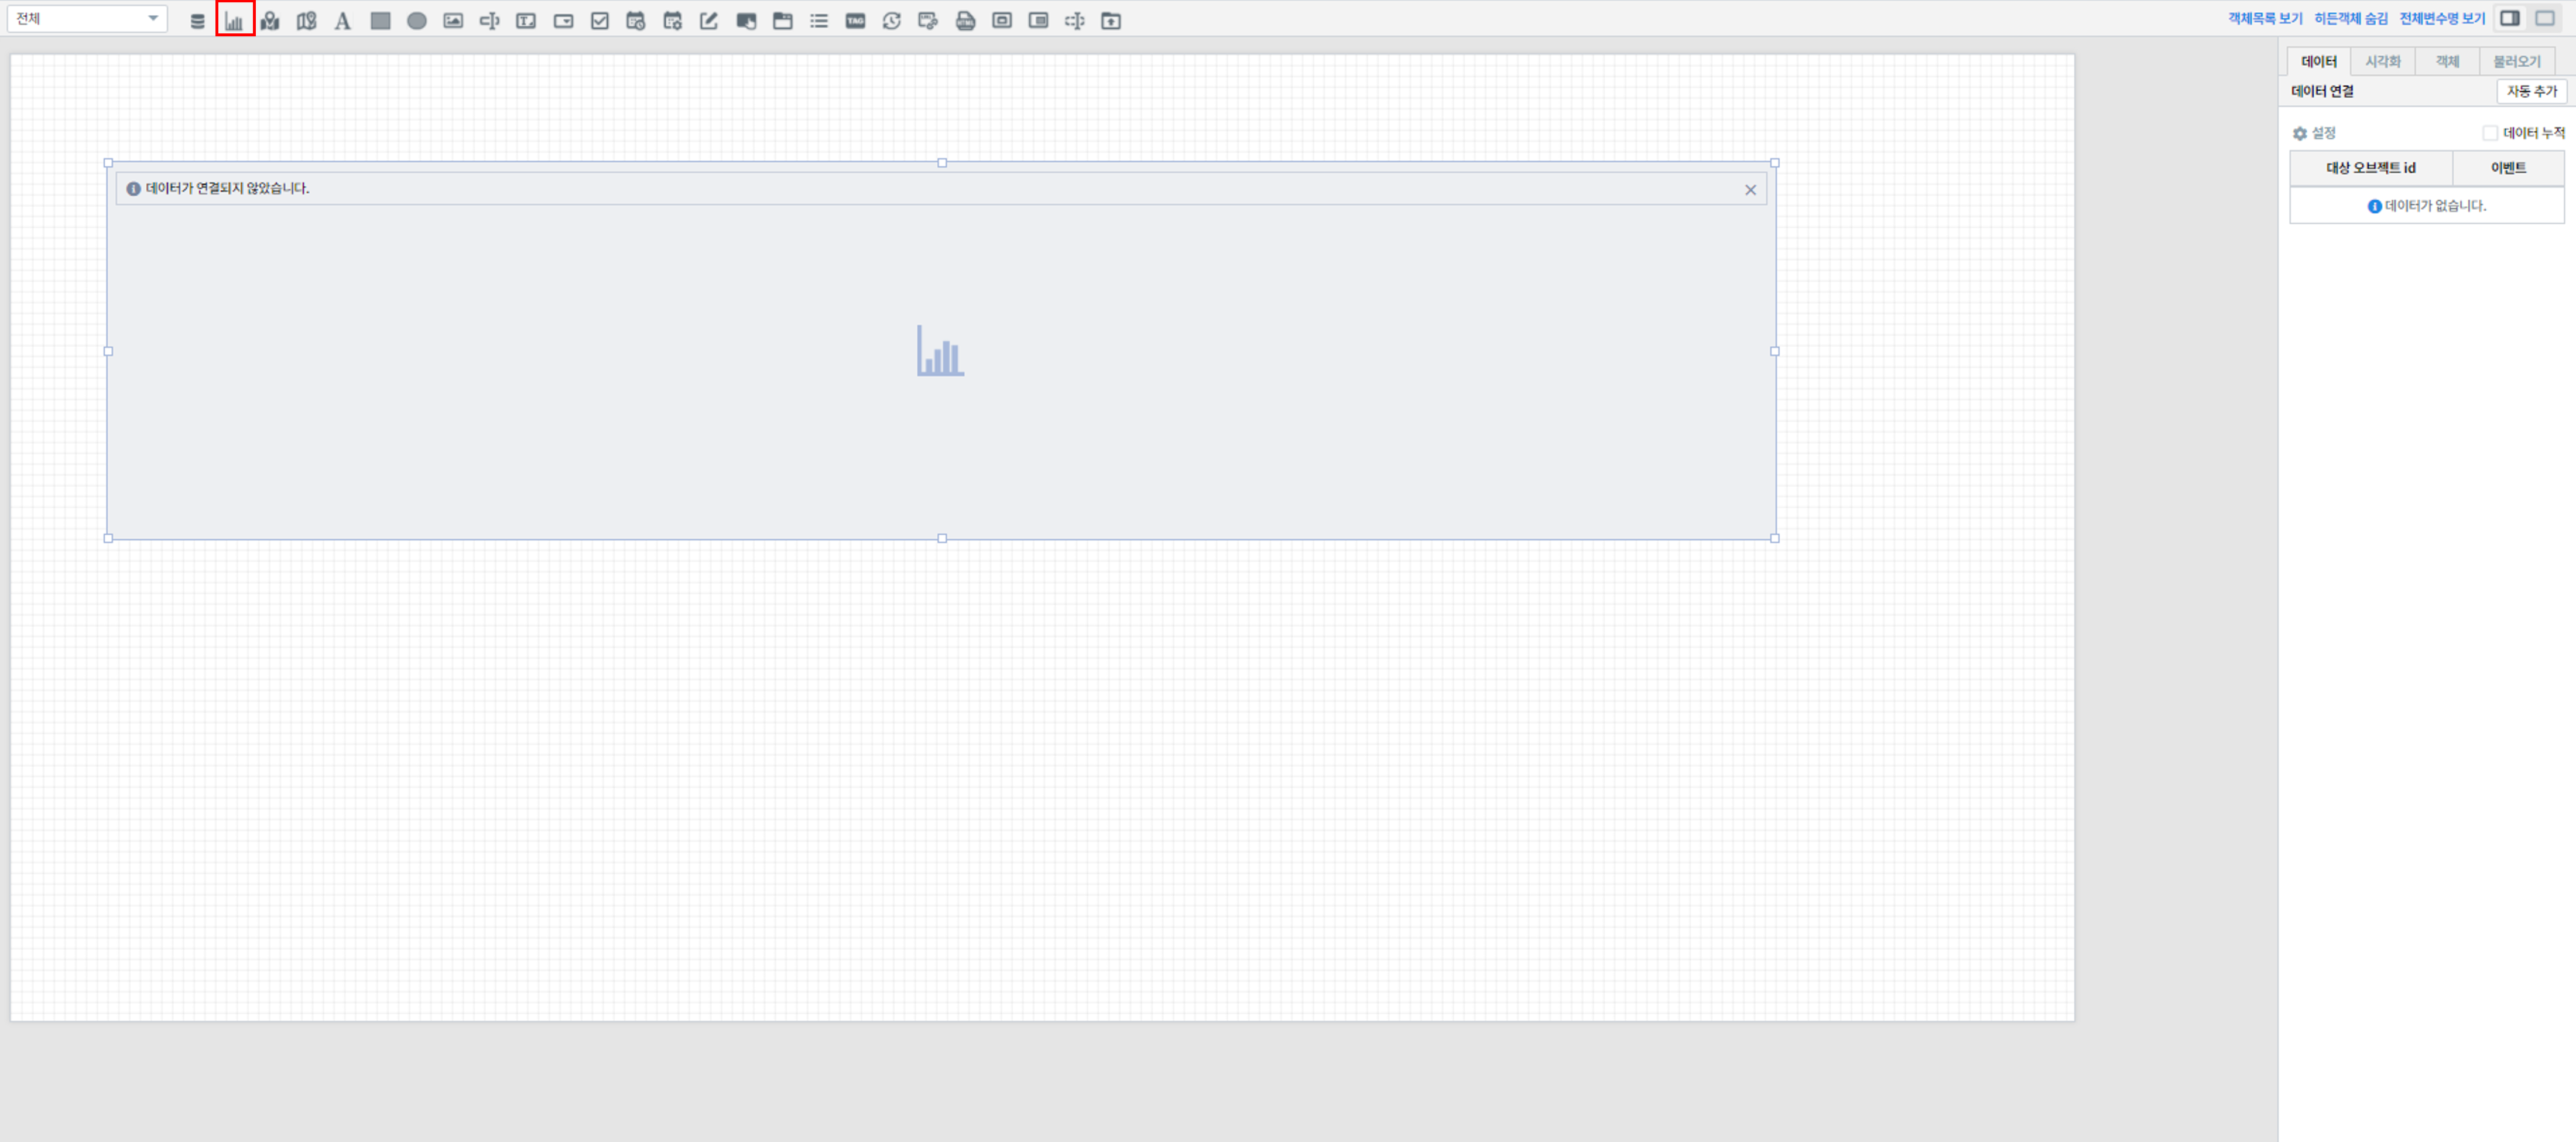 전체
A
T
TAG
객체목록 보기 히든객체 숨김 전체변수명 보기
데이터 시각화 객체 불러오기
데이터 연결 자동 추가
설정 데이터 누적
대상 오브젝트 id 이벤트
데이터가 없습니다.
데이터가 연결되지 않았습니다.